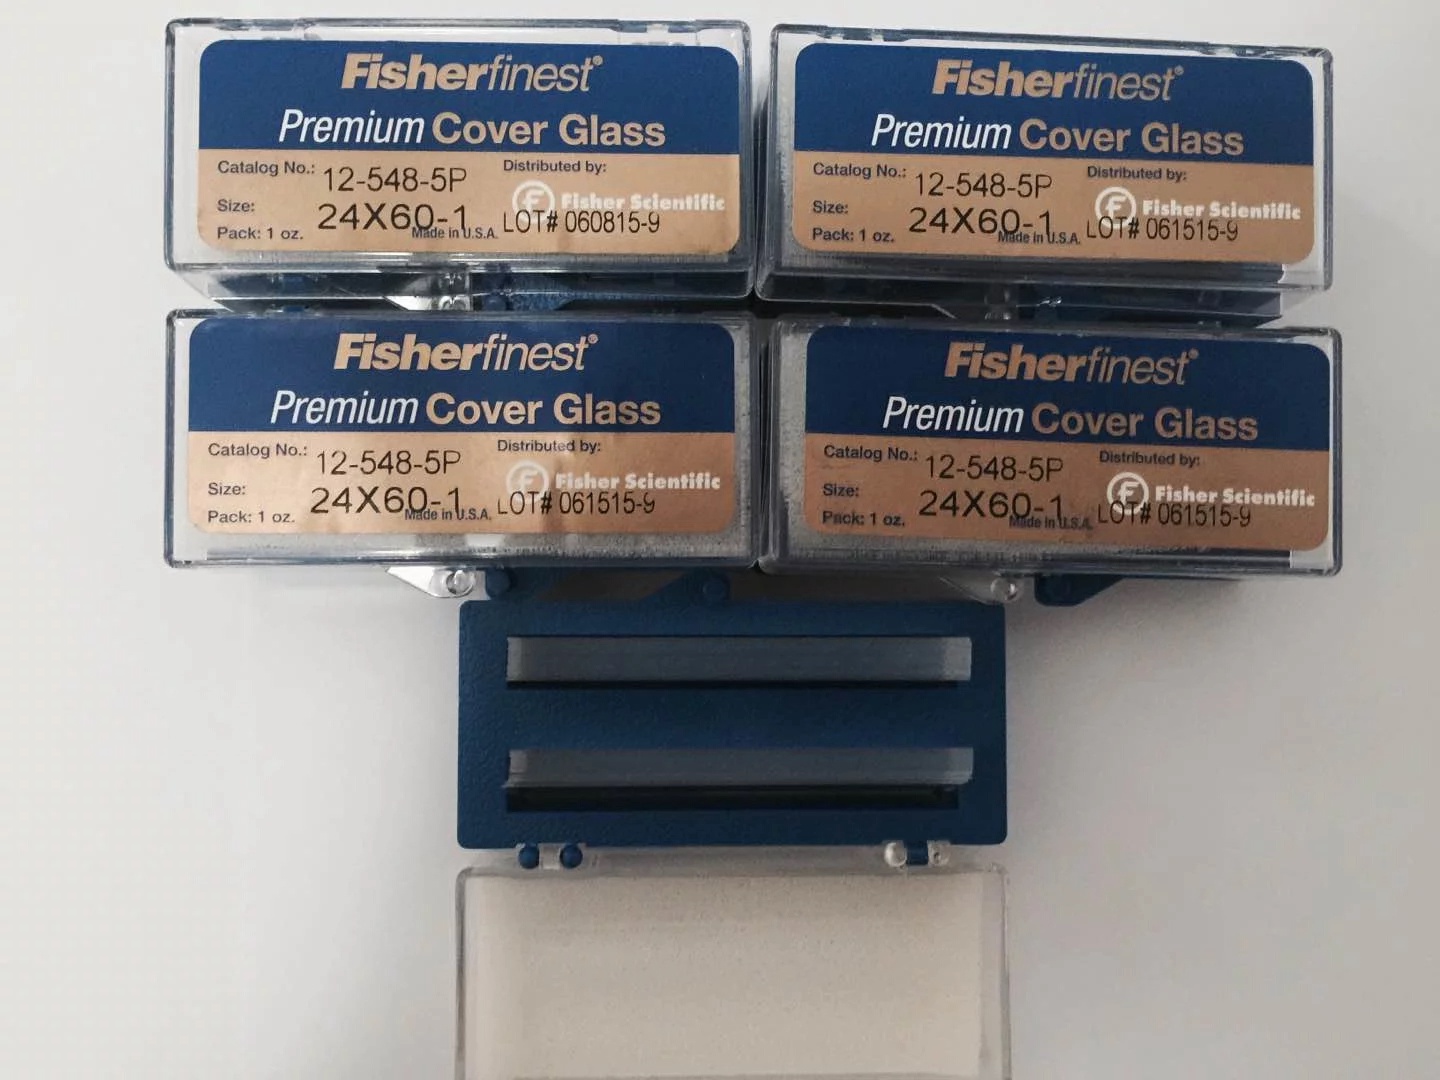 Fisherfinest®
Premium Cover Glass
Catalog No.: 12-548-5P
Distributed by:
Fisher Scientific
Size: 24X60-1
LOT# 060815-9
Pack: 1 oz.
Made in U.S.A.
Fisherfinest®
Premium Cover Glass
Catalog No.: 12-548-5P
Distributed by:
Fisher Scientific
Size: 24X60-1
LOT# 061515-9
Pack: 1 oz.
Made in U.S.A.
Fisherfinest®
Premium Cover Glass
Catalog No.: 12-548-5P
Distributed by:
Fisher Scientific
Size: 24X60-1
LOT# 061515-9
Pack: 1 oz.
Made in U.S.A.
Fisherfinest®
Premium Cover Glass
Catalog No.: 12-548-5P
Distributed by:
Fisher Scientific
Size: 24X60-1
LOT# 061515-9
Pack: 1 oz.
Made in U.S.A.